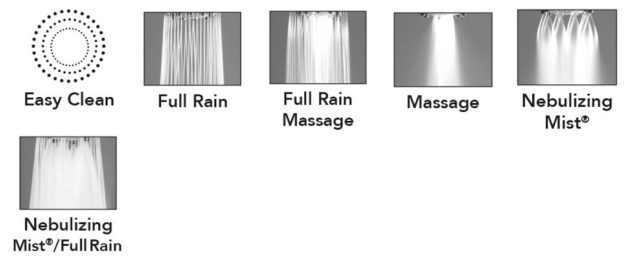 Easy Clean
Full Rain
Full Rain
Massage
Massage
Nebulizing
Mist®
Nebulizing
Mist®/Full Rain